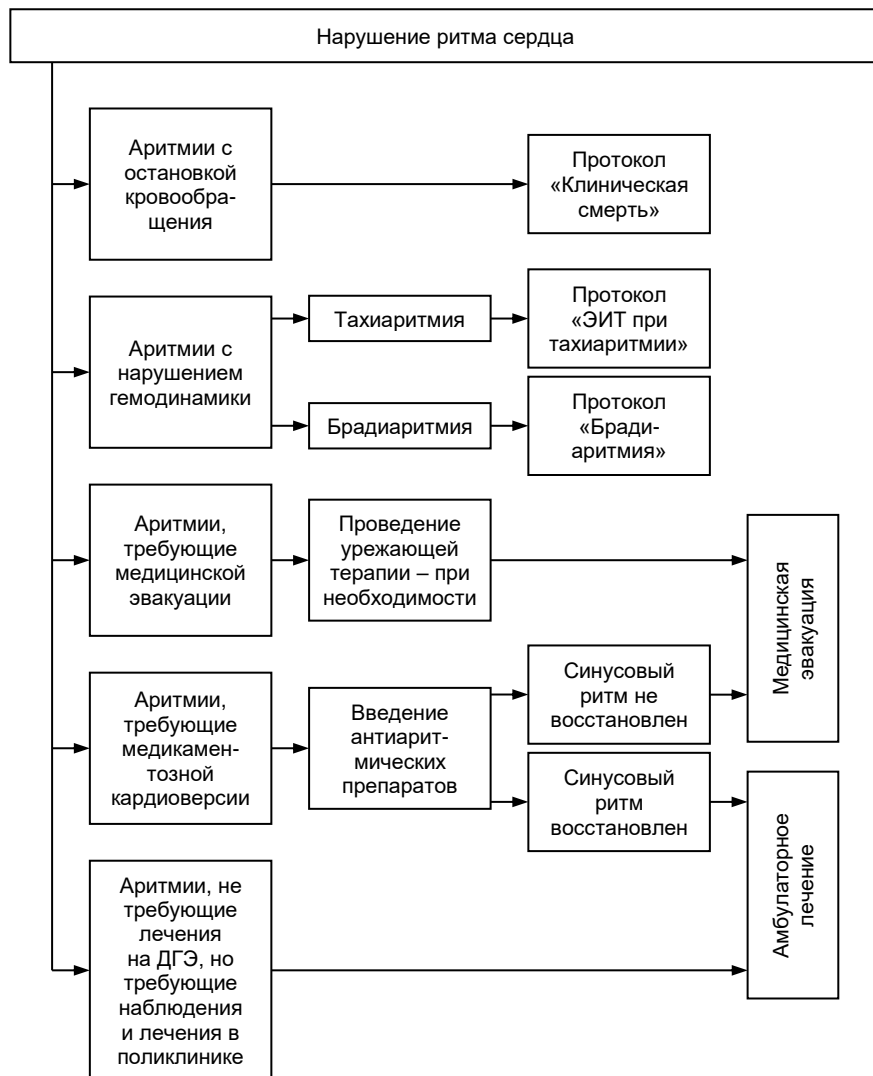 Нарушение ритма сердца
Аритмии с
остановкой
кровообра-
щения
Протокол
«Клиническая
смерть»
Аритмии с
нарушением
гемодинамики
Тахиаритмия
Протокол
«ЭИТ при
тахиаритмии»
Брадиаритмия
Протокол
«Бради-
аритмия»
Аритмии,
требующие
медицинской
эвакуации
Проведение
урежающей
терапии – при
необходимости
Медицинская
эвакуация
Аритмии,
требующие
медикамен-
тозной
кардиоверсии
Введение
антиарит-
мических
препаратов
Синусовый
ритм не
восстановлен
Синусовый
ритм
восстановлен
Амбулаторное
лечение
Аритмии, не
требующие
лечения
на ДГЭ, но
требующие
наблюдения
и лечения в
поликлинике